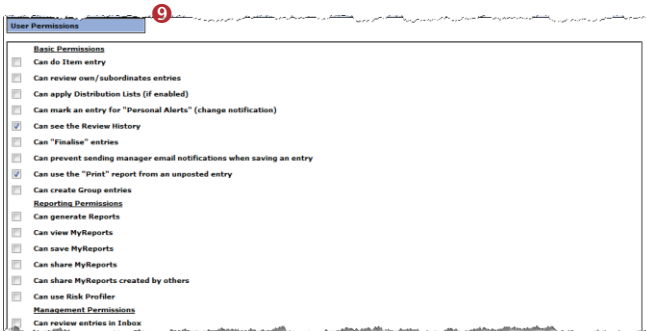 9
User Permissions
Basic Permissions
Can do Item entry
Can review own/subordinates entries
Can apply Distribution Lists (if enabled)
Can mark an entry for "Personal Alerts" (change notification)
Can see the Review History
Can "Finalise" entries
Can prevent sending manager email notifications when saving an entry
Can use the "Print" report from an unposted entry
Can create Group entries
Reporting Permissions
Can generate Reports
Can view MyReports
Can save MyReports
Can share MyReports
Can share MyReports created by others
Can use Risk Profiler
Management Permissions
Can review entries in Inbox